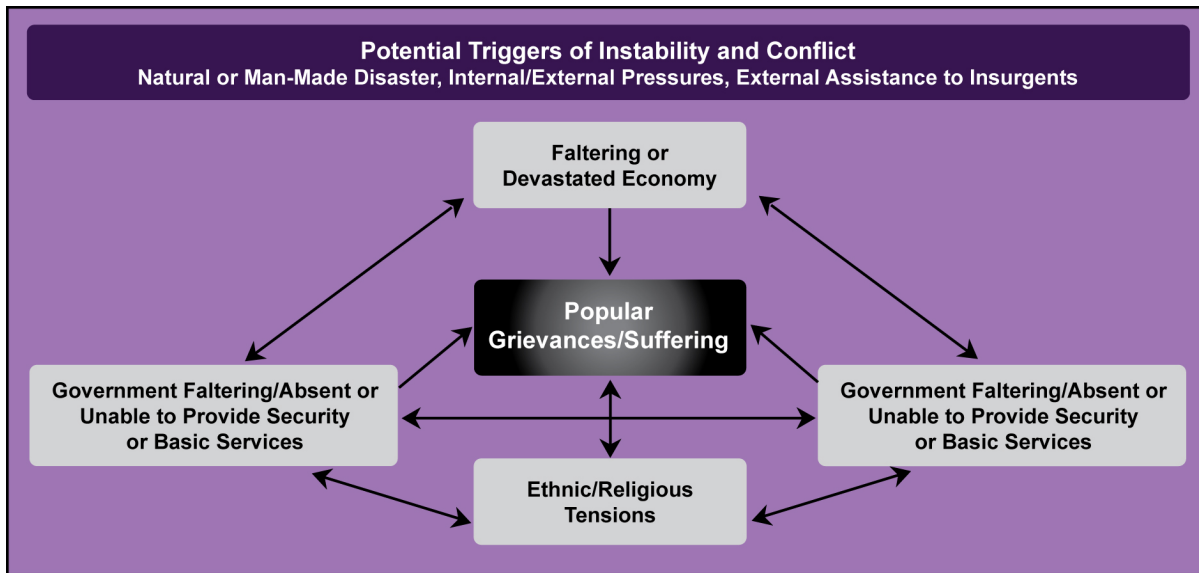 Potential Triggers of Instability and Conflict
Natural or Man-Made Disaster, Internal/External Pressures, External Assistance to Insurgents
Faltering or
Devastated Economy
Popular
Grievances/Suffering
Government Faltering/Absent or
Unable to Provide Security
or Basic Services
Government Faltering/Absent or
Unable to Provide Security
or Basic Services
Ethnic/Religious
Tensions